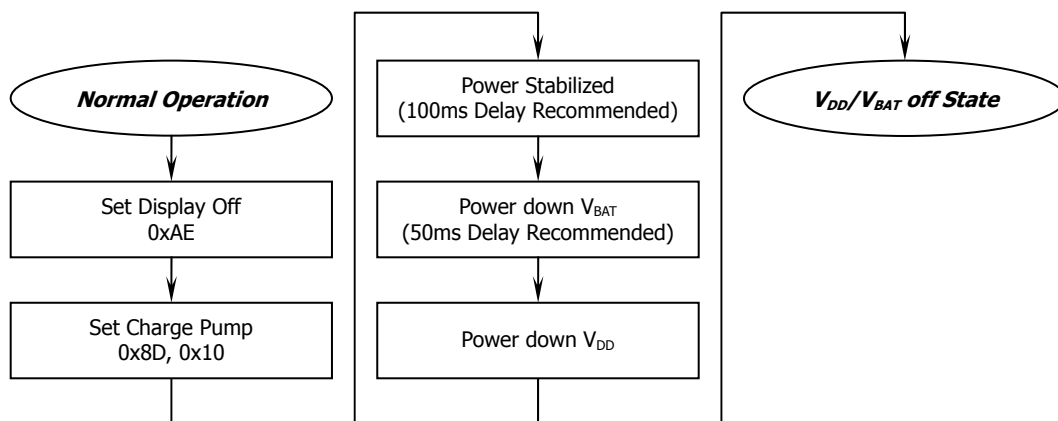 Normal Operation
Set Display Off
0xAE
Set Charge Pump
0x8D, 0x10
Power Stabilized
(100ms Delay Recommended)
Power down VBAT
(50ms Delay Recommended)
Power down VDD
VDD/VBAT off State